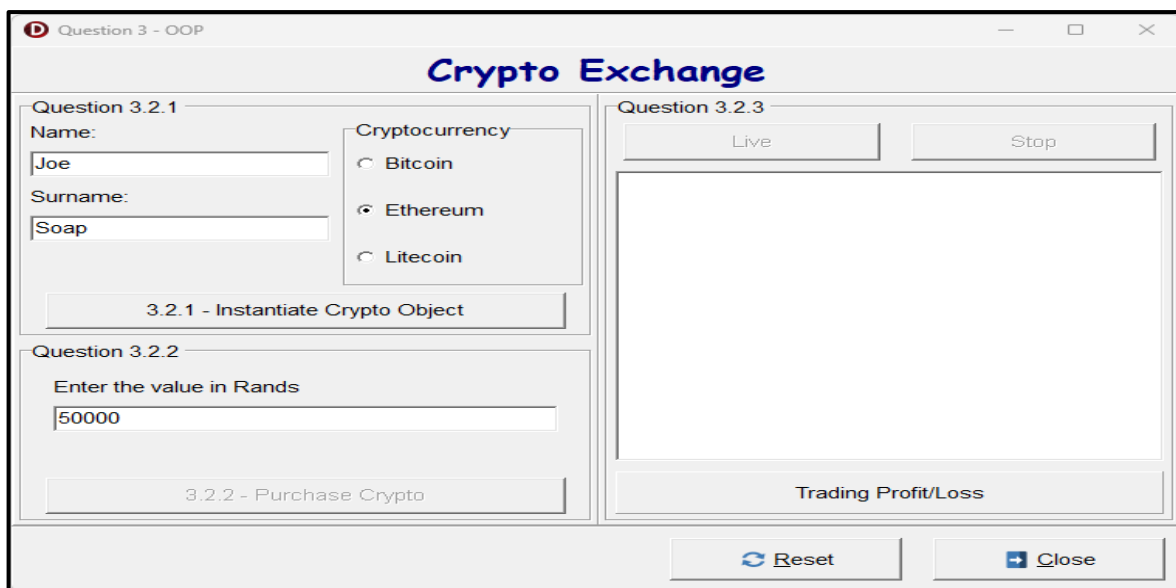 Question 3 - OOP
Crypto Exchange
Question 3.2.1
Name:
Joe
Surname:
Soap
Cryptocurrency
Bitcoin
Ethereum
Litecoin
3.2.1 - Instantiate Crypto Object
Question 3.2.2
Enter the value in Rands
50000
3.2.2 - Purchase Crypto
Question 3.2.3
Live
Stop
Trading Profit/Loss
Reset
Close